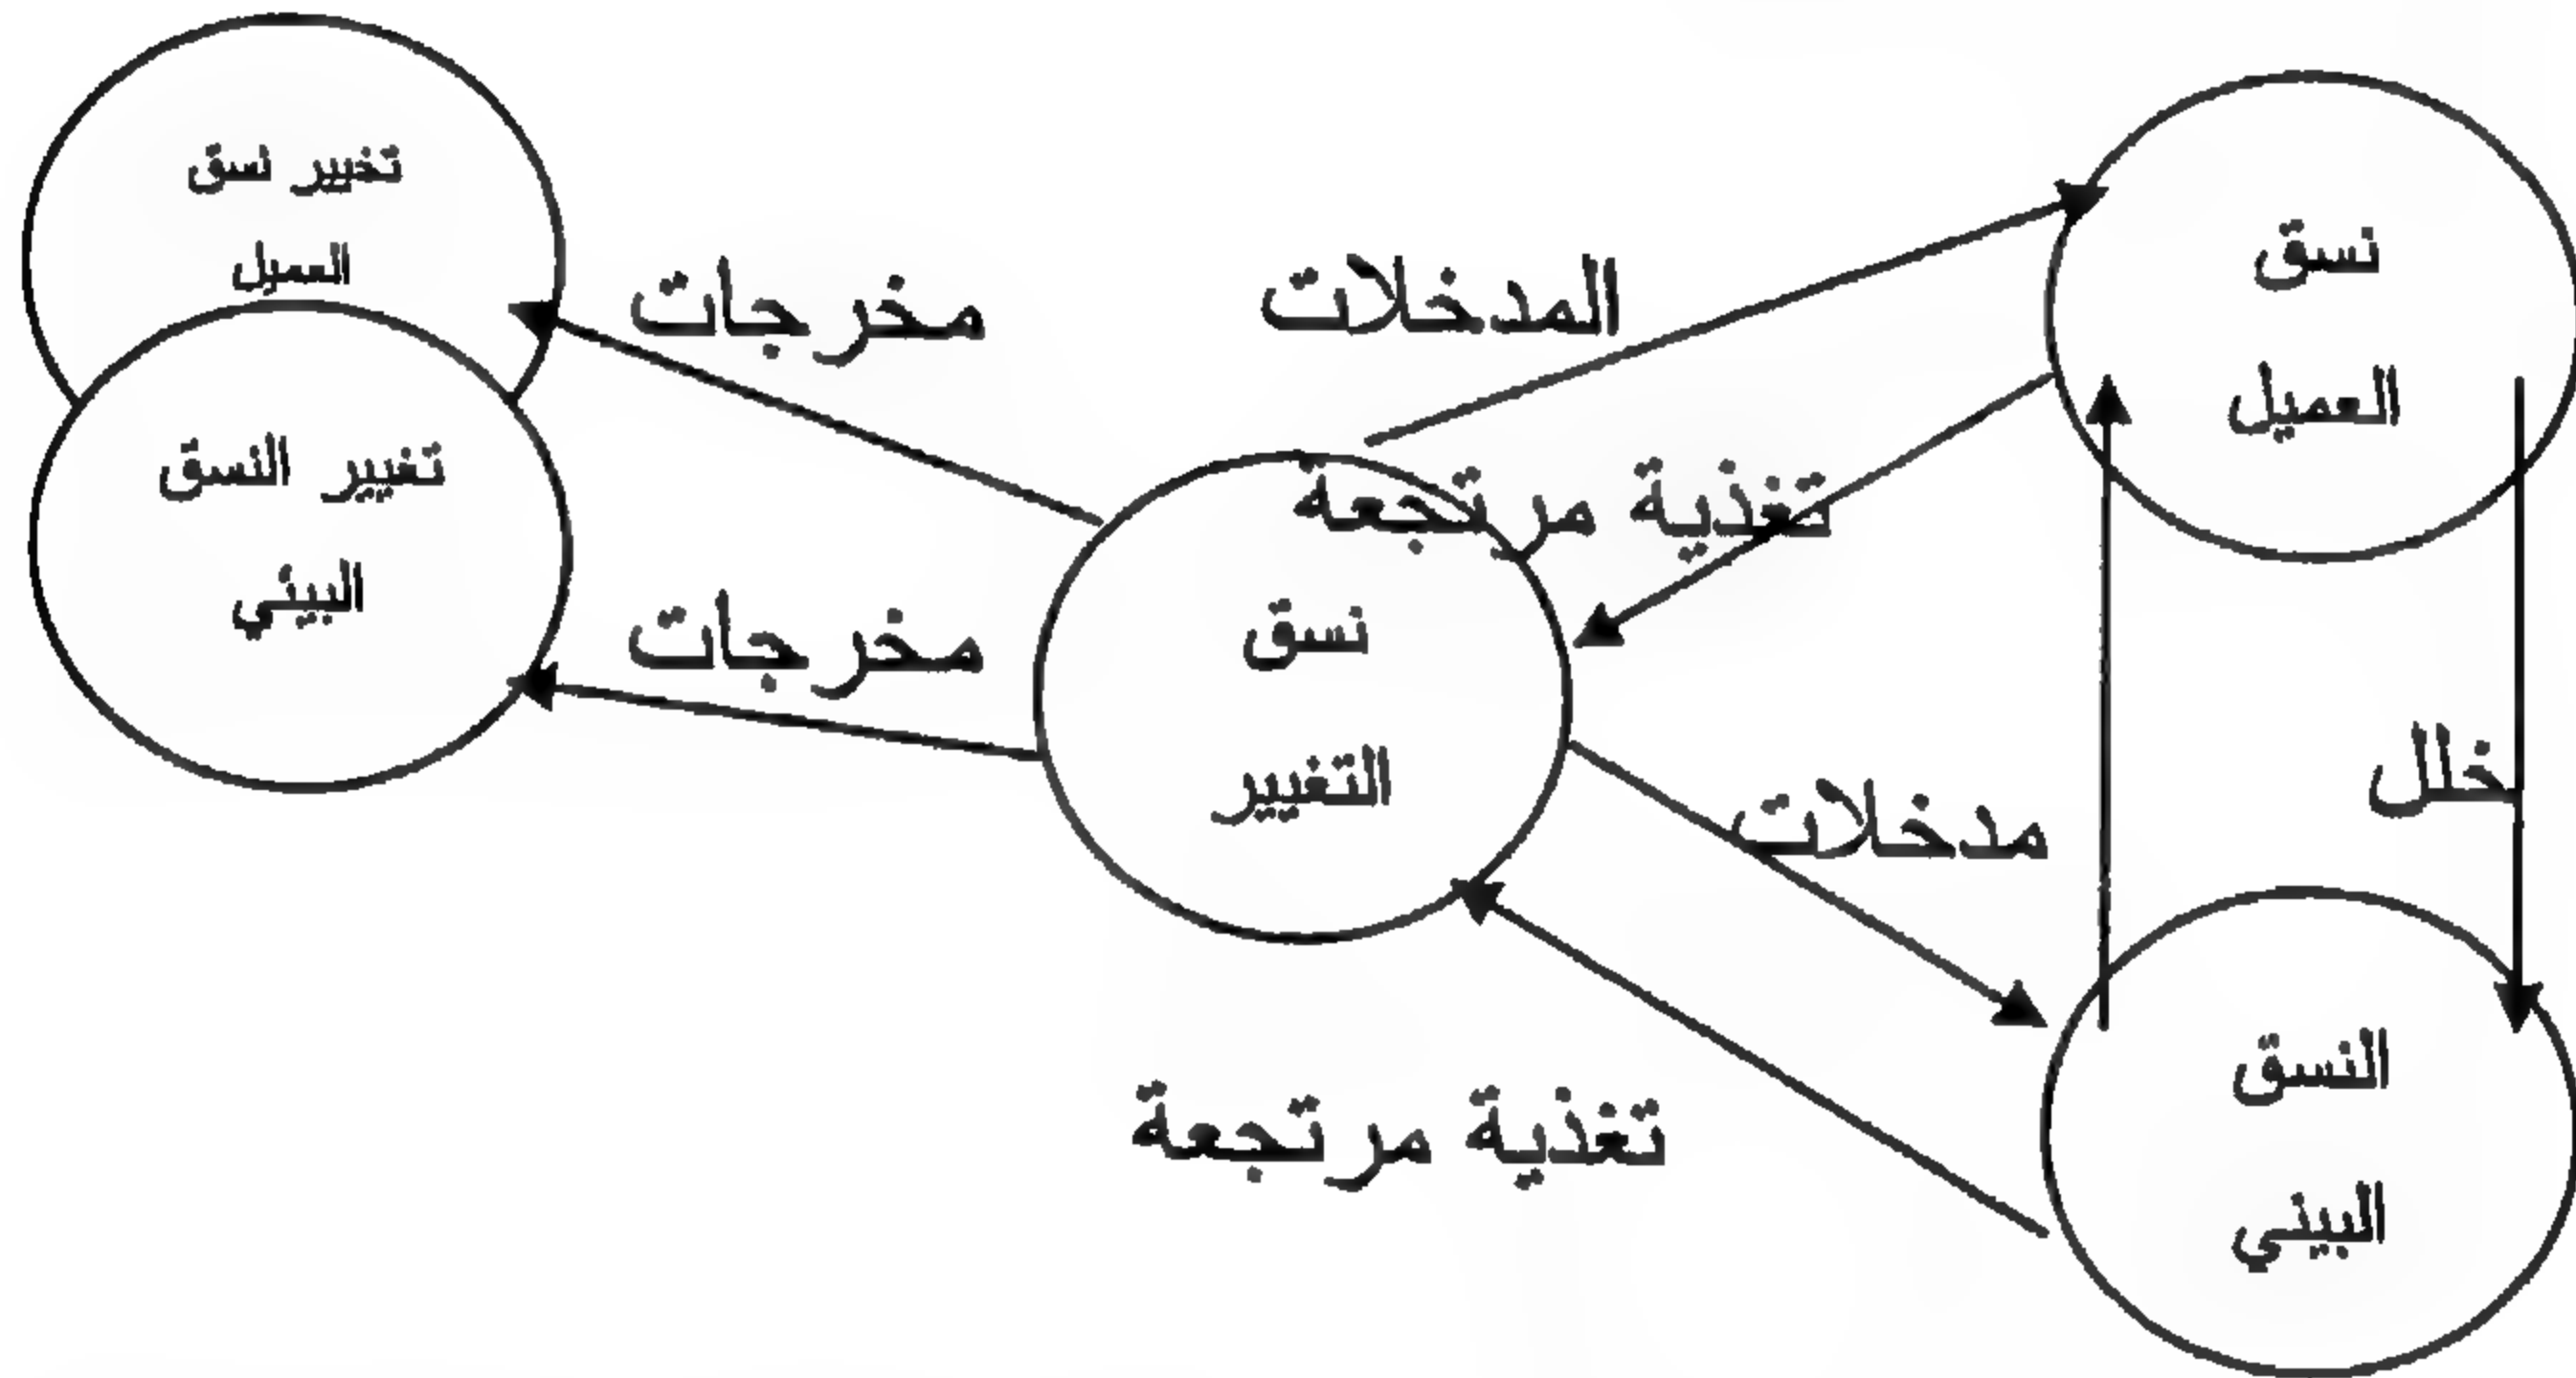 نسق
العميل
خلل
النسق
البيئي
المدخلات
تغذية مرتجعة
نسق
التغيير
مدخلات
تغذية مرتجعة
مخرجات
مخرجات
تغيير نسق
العميل
تغيير النسق
البيئي